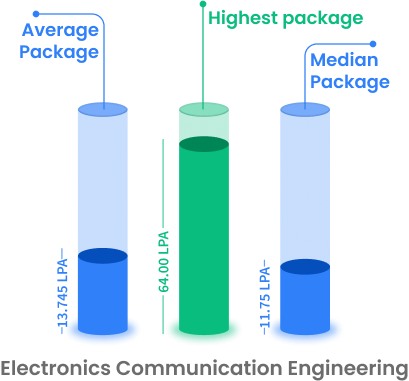 Average
Package
Highest package
Median
Package
13.745 LPA
64.00 LPA
11.75 LPA
Electronics Communication Engineering